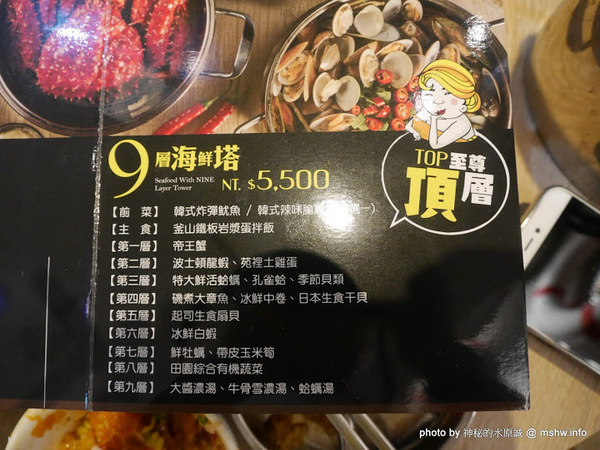 9層海鮮塔
Seafood With NINE
Layer Tower
NT. $5,500
TOP至尊
頂層
【前 菜】 韓式炸彈魷魚 / 韓式辣味 選一)
【主 食】 釜山鐵板岩漿蛋拌飯
【第一層】 帝王蟹
【第二層】 波士頓龍蝦、苑裡土雞蛋
【第三層】 特大鮮活蛤蠣、孔雀蛤、季節貝類
【第四層】 磯煮大章魚、冰鮮中卷、日本生食干貝
【第五層】 起司生食扇貝
【第六層】 冰鮮白蝦
【第七層】 鮮牡蠣、帶皮玉米筍
【第八層】 田園綜合有機蔬菜
【第九層】 大醬濃湯、牛骨雪濃湯、蛤蠣湯
photo by 神秘的水原誠 @ mshw.info